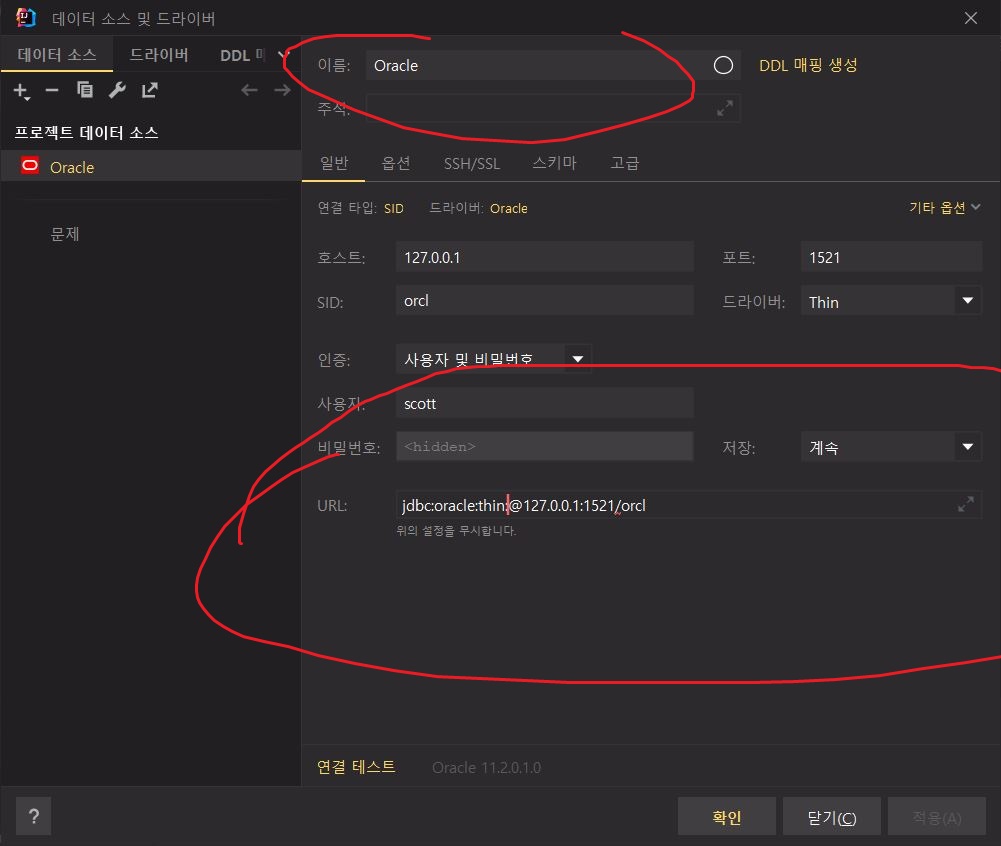 데이터 소스 및 드라이버
데이터 소스 드라이버 DDL
이름: Oracle DDL 매핑 생성
주석:
프로젝트 데이터 소스
Oracle
문제
일반 옵션 SSH/SSL 스키마 고급
연결 타입: SID 드라이버: Oracle 기타 옵션
호스트: 127.0.0.1 포트: 1521
SID: orcl 드라이버: Thin
인증: 사용자 및 비밀번호
사용자: scott
비밀번호: <hidden> 저장: 계속
URL: jdbc:oracle:thin:@127.0.0.1:1521/orcl
위의 설정을 무시합니다.
연결 테스트 Oracle 11.2.0.1.0
? 확인 닫기(C) 적용(A)